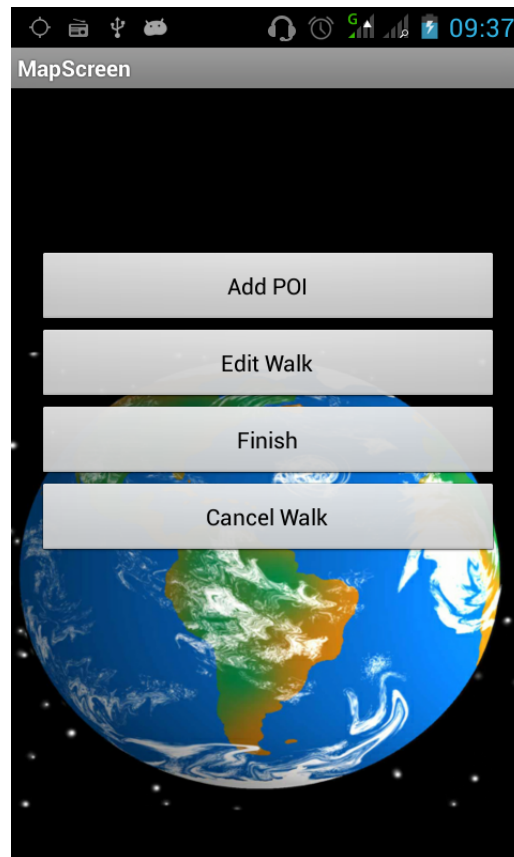 G
09:37
MapScreen
Add POI
Edit Walk
Finish
Cancel Walk